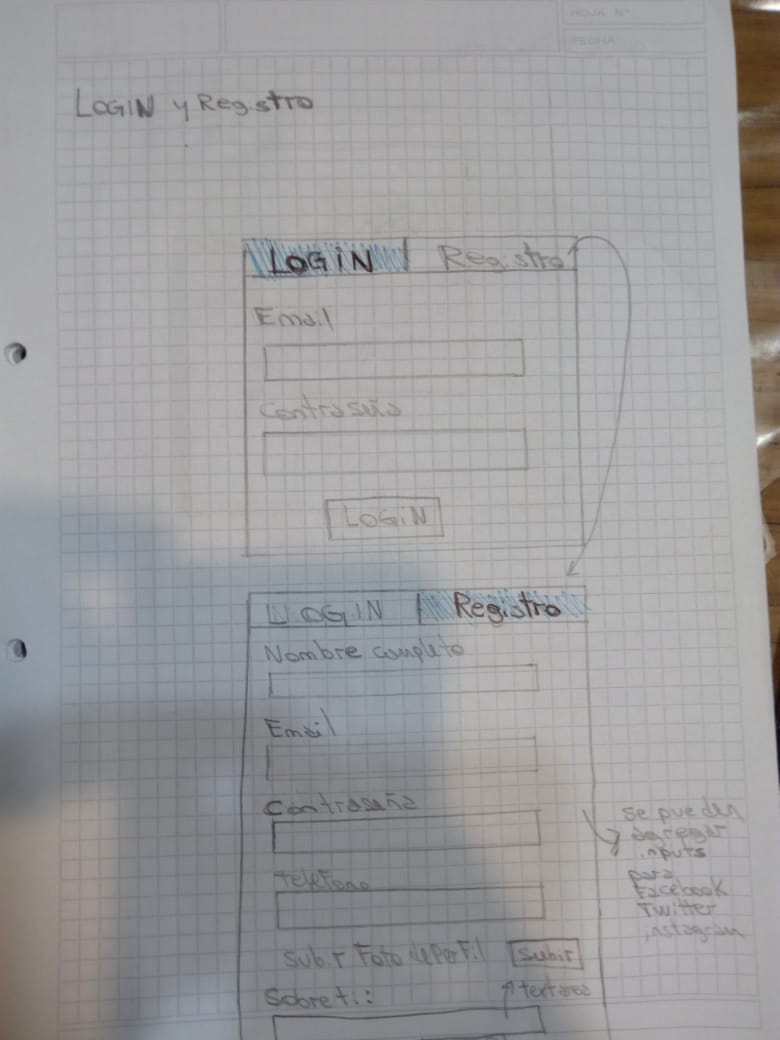 HOJA N°
FECHA
LOGIN y Registro
LOGIN Registro
Email
Contraseña
LOGIN
LOGIN Registro
Nombre completo
Email
Contraseña
Telefono
Subir Foto de perfil Subir
Sobre ti:
textarea
se pueden
agregar
inputs
para
Facebook
Twitter
instagram